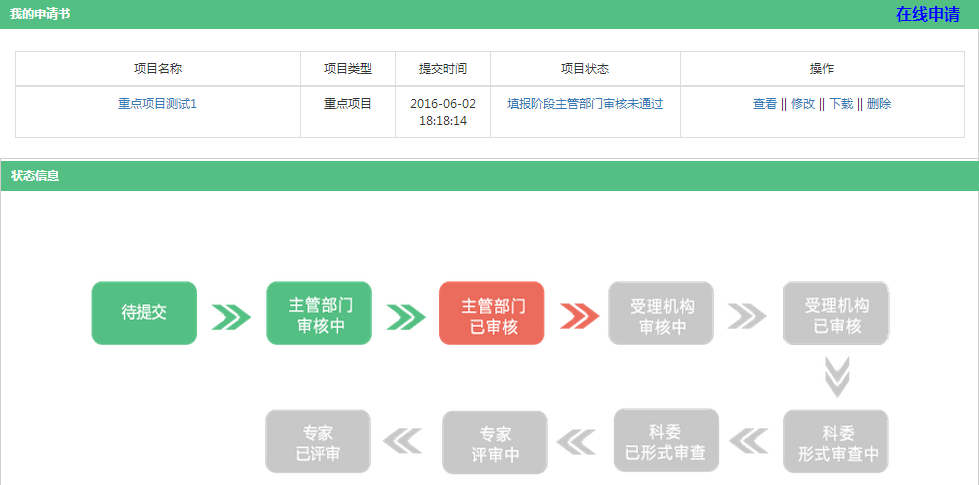 我的申请书
在线申请
项目名称 项目类型 提交时间 项目状态 操作
重点项目测试1 重点项目 2016-06-02 填报阶段主管部门审核未通过 查看 || 修改 || 下载 || 删除
18:18:14
状态信息
待提交
主管部门
审核中
主管部门
已审核
受理机构
审核中
受理机构
已审核
科委
形式审查中
科委
已形式审查
专家
评审中
专家
已评审